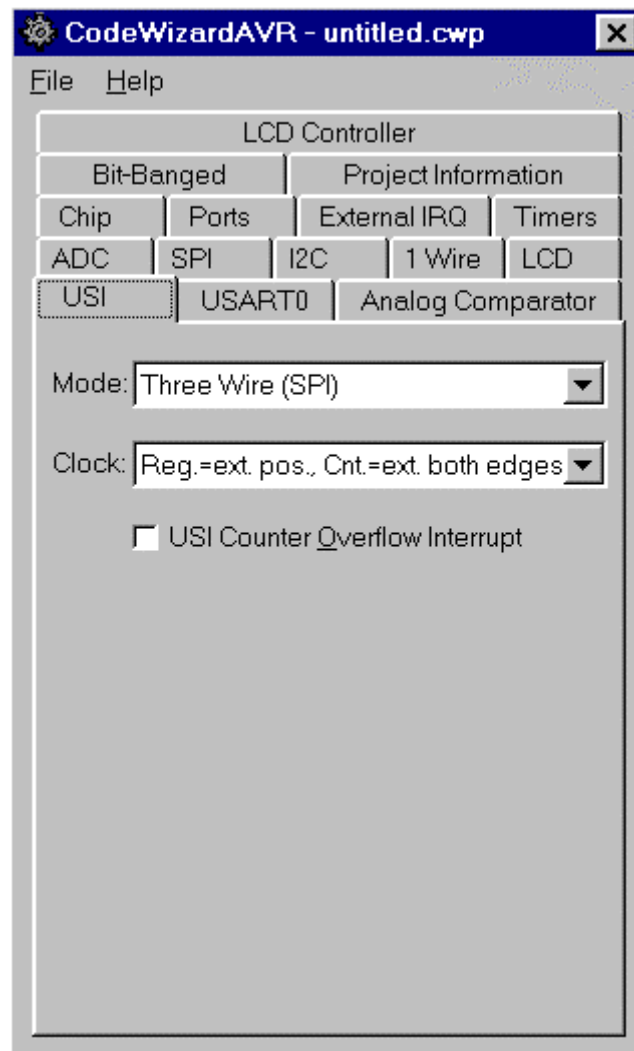 CodeWizardAVR - untitled.cwp
File Help
LCD Controller
Bit-Banged Project Information
Chip Ports External IRQ Timers
ADC SPI I2C 1 Wire LCD
USI USART0 Analog Comparator
Mode: Three Wire (SPI)
Clock: Reg.=ext. pos., Cnt.=ext. both edges
USI Counter Overflow Interrupt